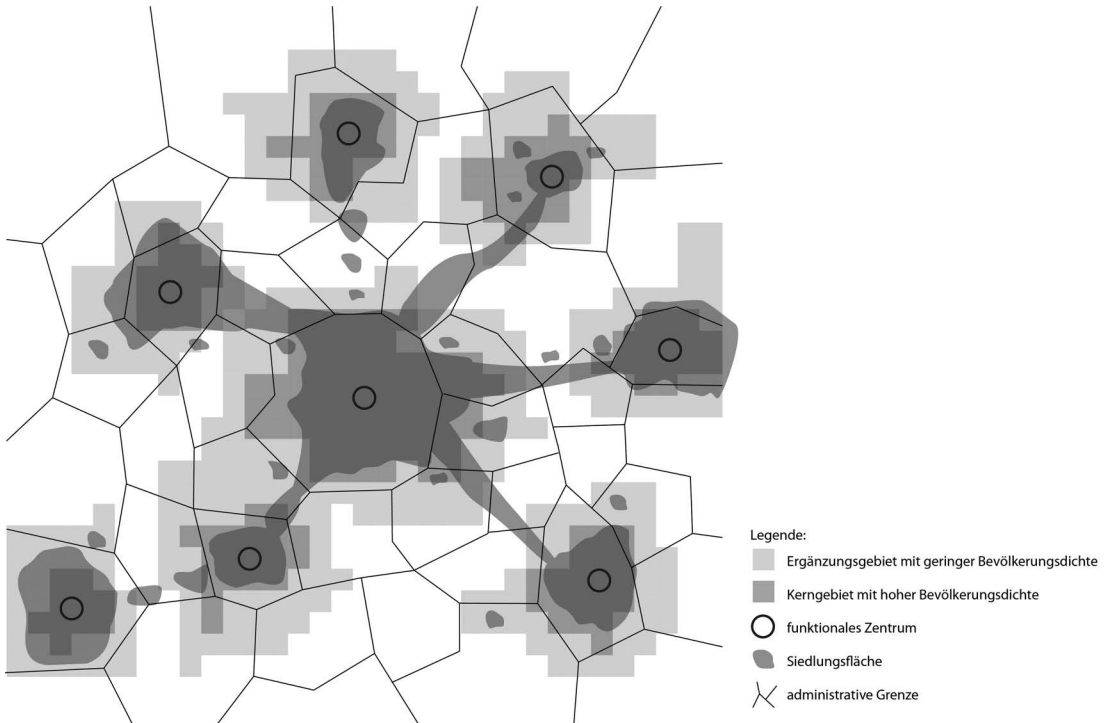 Legende:
Ergänzungsgebiet mit geringer Bevölkerungsdichte
Kerngebiet mit hoher Bevölkerungsdichte
funktionales Zentrum
Siedlungsfläche
administrative Grenze